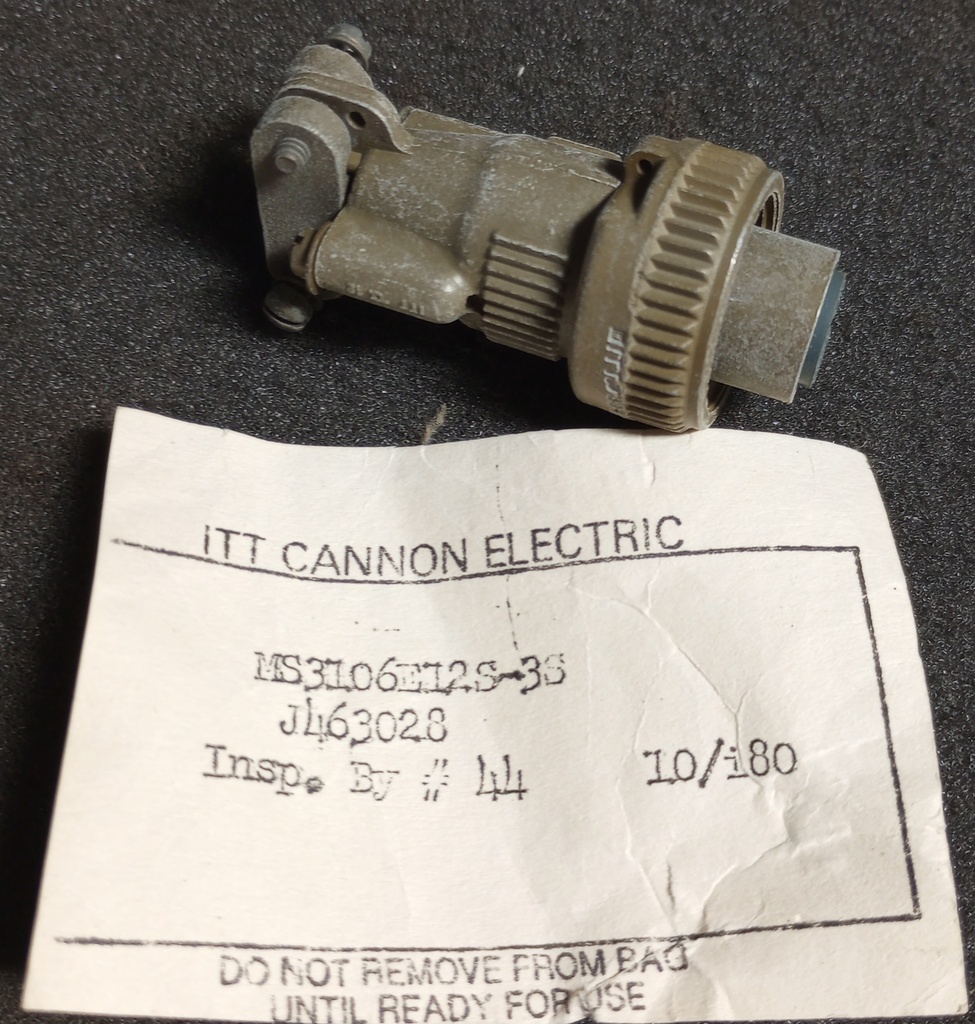 ITT CANNON ELECTRIC
MS3106E12S-3S
J463028
Insp. By # 44 10/i80
DO NOT REMOVE FROM BAG
UNTIL READY FOR USE